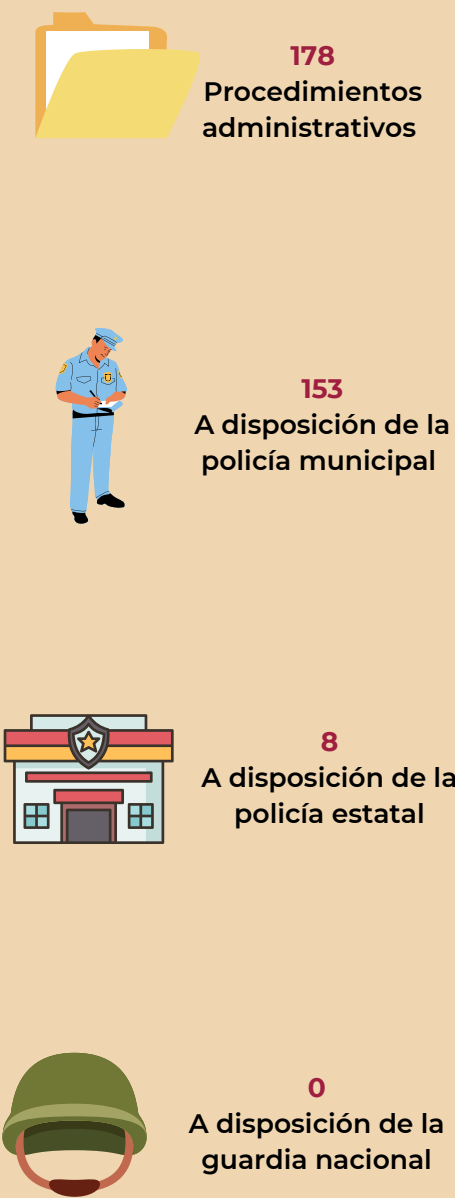 178
Procedimientos
administrativos
153
A disposición de la
policía municipal
8
A disposición de la
policía estatal
0
A disposición de la
guardia nacional